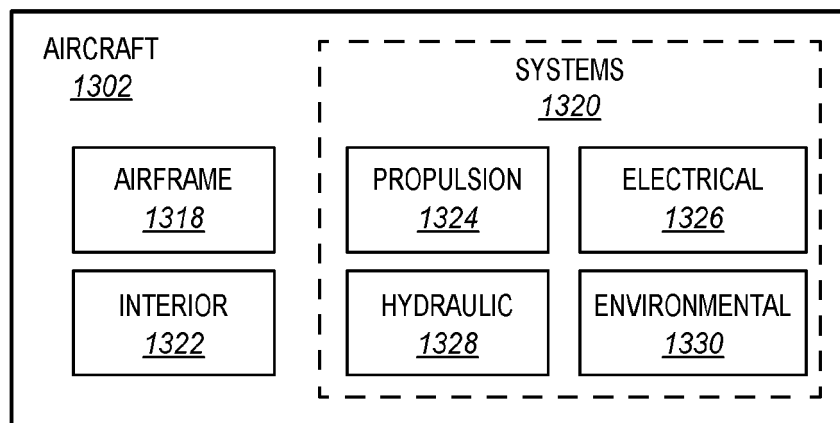 AIRCRAFT
1302
SYSTEMS
1320
AIRFRAME
1318
PROPULSION
1324
ELECTRICAL
1326
INTERIOR
1322
HYDRAULIC
1328
ENVIRONMENTAL
1330